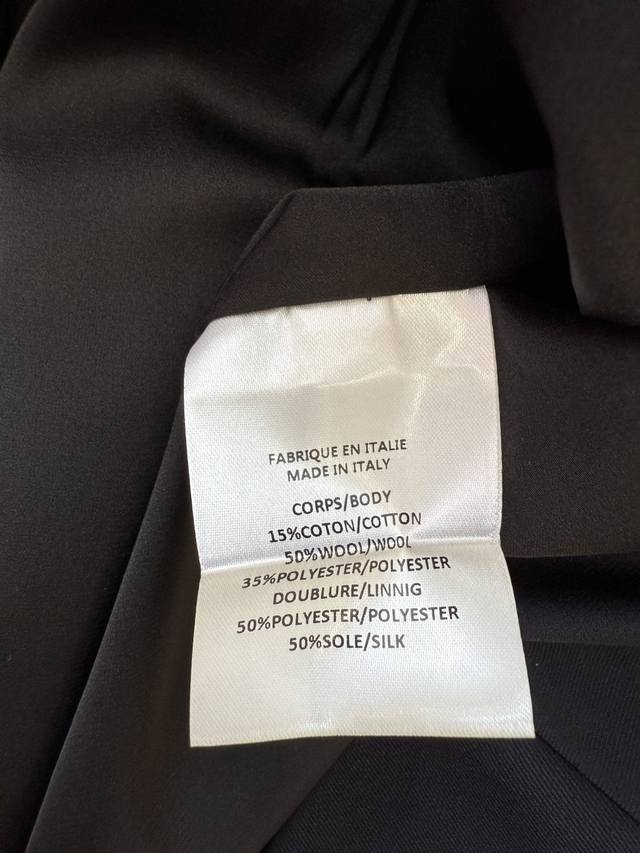 FABRIQUE EN ITALIE
MADE IN ITALY
CORPS/BODY
15%COTON/COTTON
50%WOOL/WOOL
35%POLYESTER/POLYESTER
DOUBLURE/LINNIG
50%POLYESTER/POLYESTER
50%SOLE/SILK